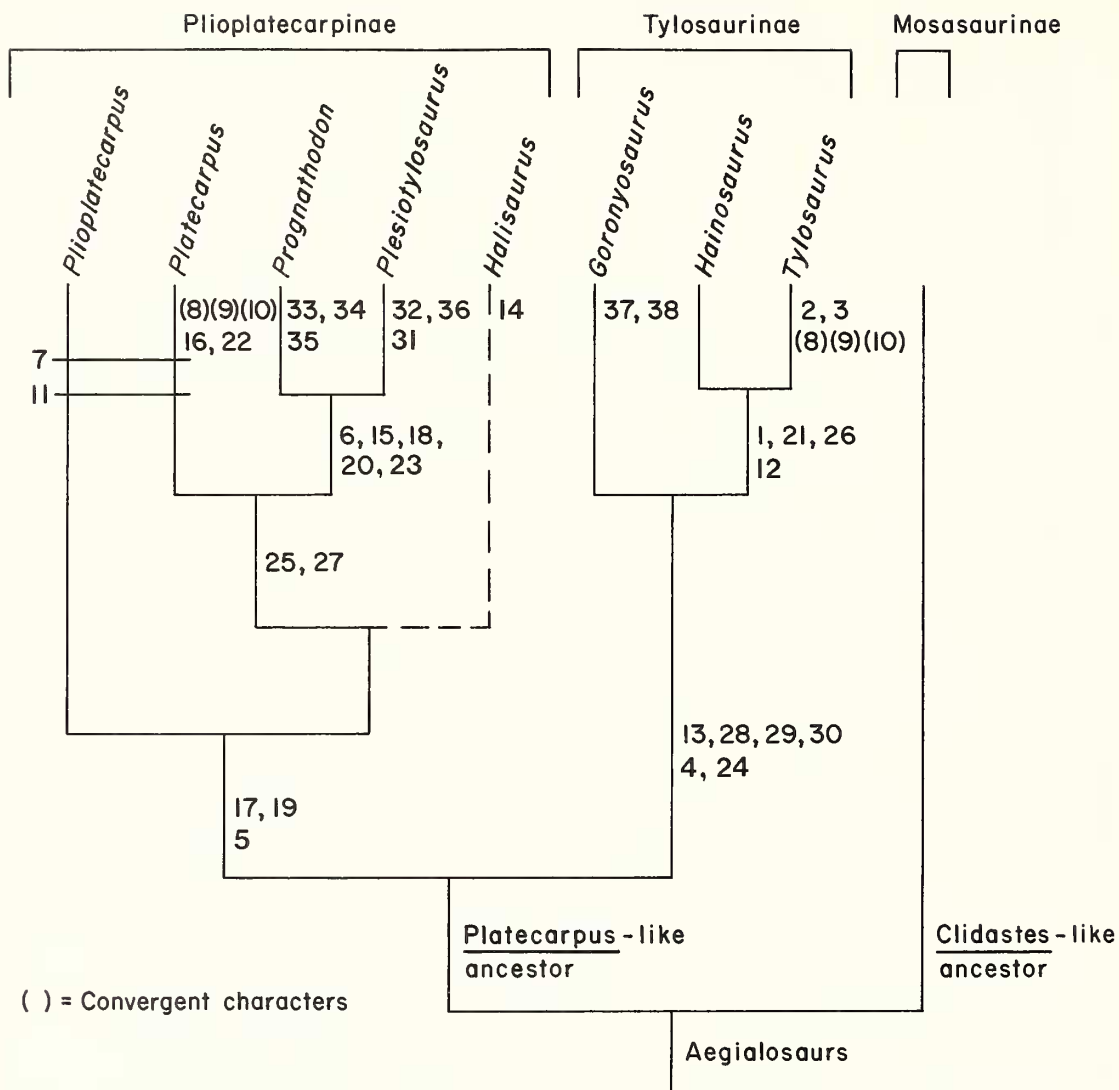 Plioplatecarpinae
Tylosaurinae
Mosasaurinae
Plioplatecarpus
Platecarpus
Prognathodon
Plesiotylosaurus
Halisaurus
Goronyosaurus
Hainosaurus
Tylosaurus
(8)(9)(10)
16, 22
33, 34
35
32, 36
31
14
37, 38
2, 3
(8)(9)(10)
7
11
6, 15, 18,
20, 23
1, 21, 26
12
25, 27
13, 28, 29, 30
4, 24
17, 19
5
Platecarpus-like
ancestor
Clidastes-like
ancestor
( ) = Convergent characters
Aegialosaurs